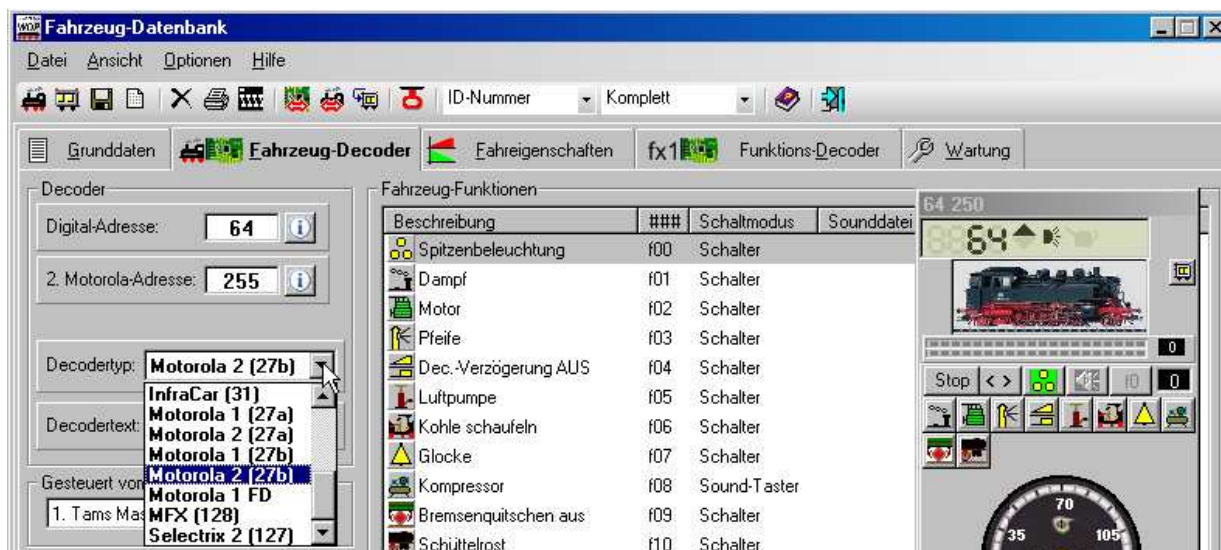 WDP Fahrzeug-Datenbank
Datei Ansicht Optionen Hilfe
ID-Nummer Komplett
Grunddaten Fahrzeug-Decoder Fahreigenschaften fx1 Funktions-Decoder Wartung
Decoder
Digital-Adresse: 64
2. Motorola-Adresse: 255
Decodertyp: Motorola 2 (27b)
InfraCar (31)
Motorola 1 (27a)
Motorola 2 (27a)
Motorola 1 (27b)
Motorola 2 (27b)
Motorola 1 FD
MFX (128)
Selectrix 2 (127)
Decodertext:
Gesteuert von
1. Tams Mas
Fahrzeug-Funktionen
Beschreibung ### Schaltmodus Sounddatei
Spitzenbeleuchtung f00 Schalter
Dampf f01 Schalter
Motor f02 Schalter
Pfeife f03 Schalter
Dec.-Verzögerung AUS f04 Schalter
Luftpumpe f05 Schalter
Kohle schaufeln f06 Schalter
Glocke f07 Schalter
Kompressor f08 Sound-Taster
Bremsenquitschen aus f09 Schalter
Schüttelrost f10 Schalter
64 250
64
0
Stop < > f0 0
35 70 105